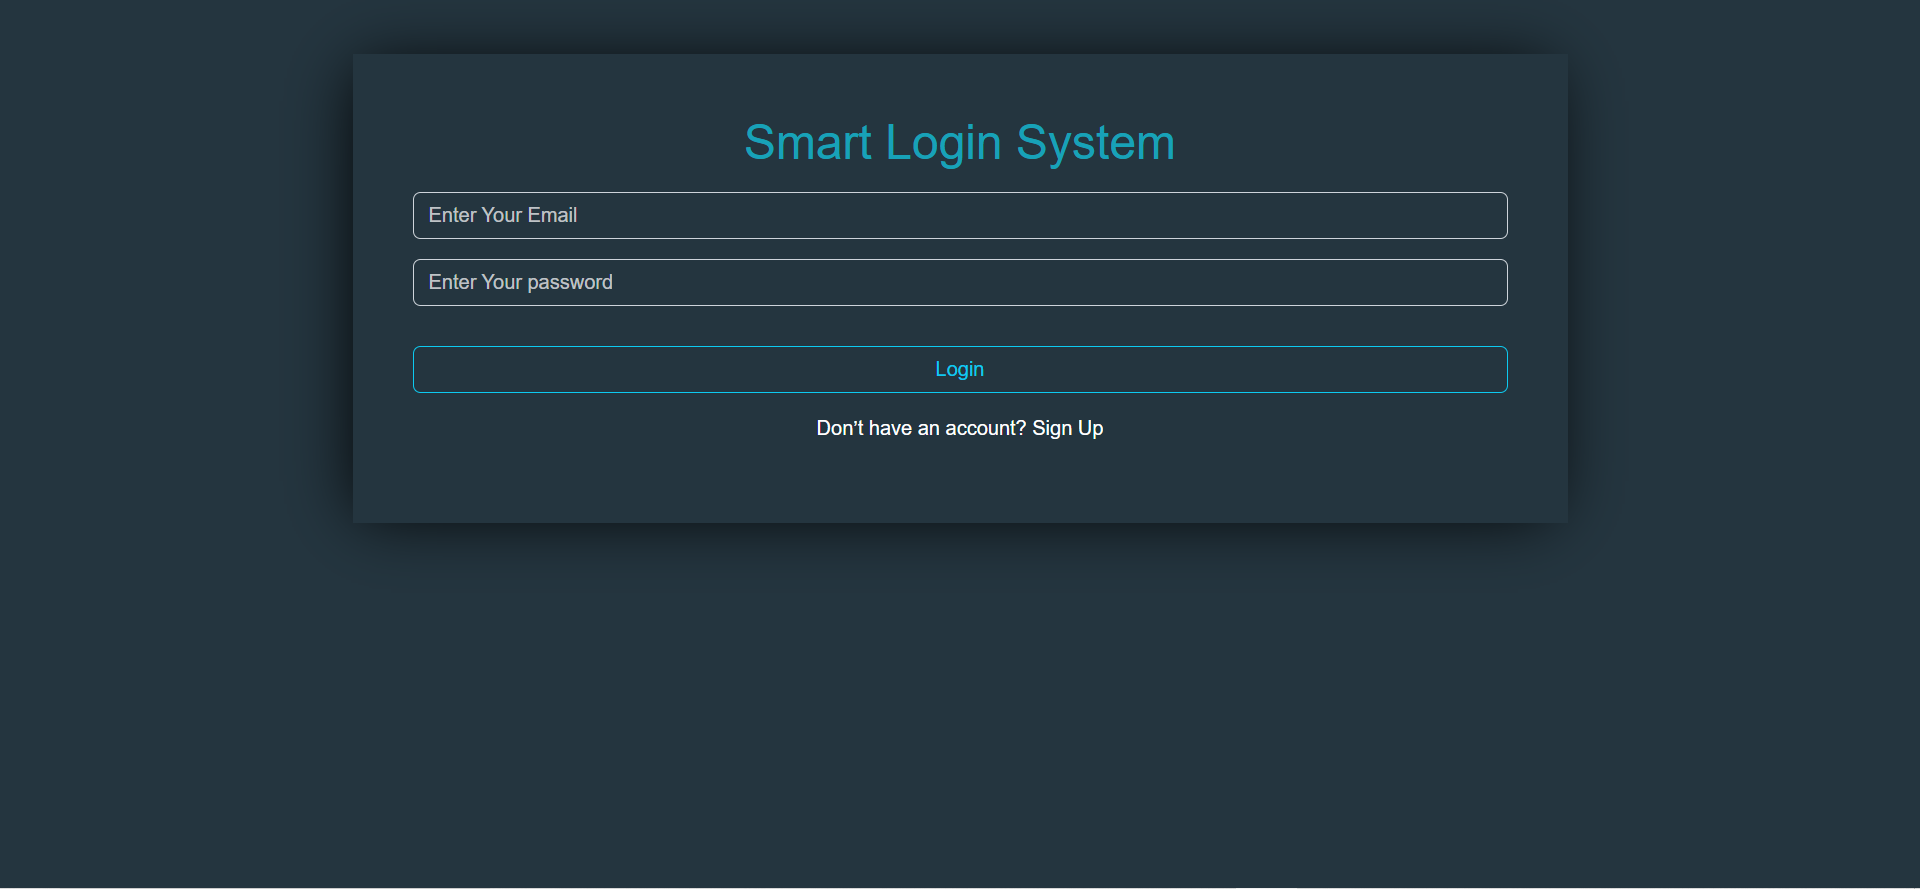 Smart Login System
Enter Your Email
Enter Your password
Login
Don’t have an account? Sign Up